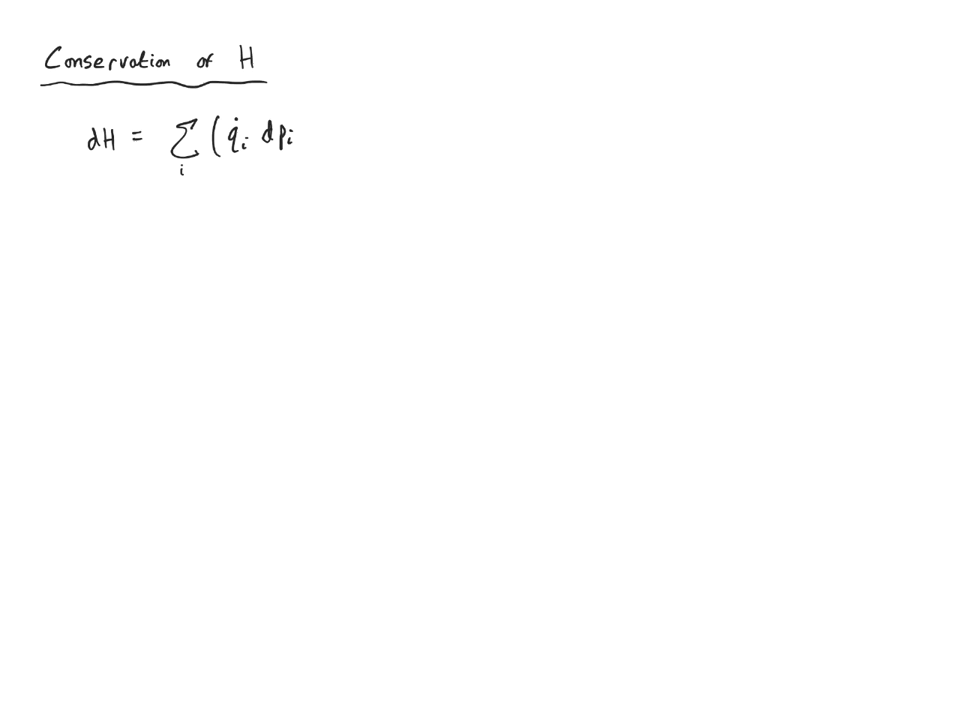 Conservation of H
dH = ∑ᵢ (q̇ᵢ dpᵢ